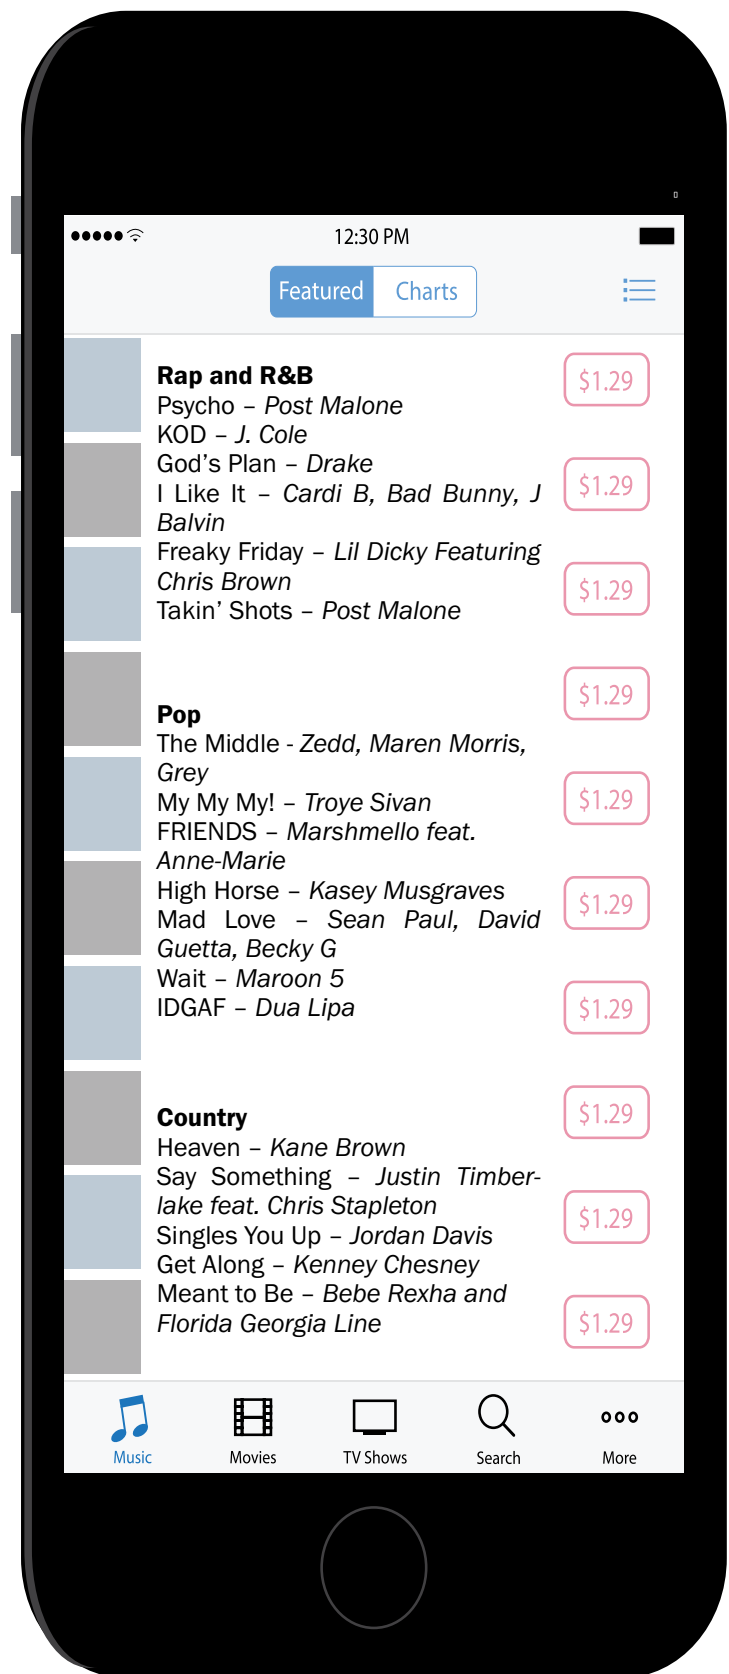 12:30 PM
Featured Charts
Rap and R&B
$1.29
Psycho – Post Malone
KOD – J. Cole
God’s Plan – Drake
I Like It – Cardi B, Bad Bunny, J
$1.29
Balvin
Freaky Friday – Lil Dicky Featuring
Chris Brown
$1.29
Takin’ Shots – Post Malone
$1.29
Pop
The Middle - Zedd, Maren Morris,
Grey
$1.29
My My My! – Troye Sivan
FRIENDS – Marshmello feat.
Anne-Marie
High Horse – Kasey Musgraves
$1.29
Mad Love – Sean Paul, David
Guetta, Becky G
Wait – Maroon 5
IDGAF – Dua Lipa
$1.29
Country
$1.29
Heaven – Kane Brown
Say Something – Justin Timber-
lake feat. Chris Stapleton
$1.29
Singles You Up – Jordan Davis
Get Along – Kenney Chesney
Meant to Be – Bebe Rexha and
Florida Georgia Line
$1.29
Music Movies TV Shows Search More